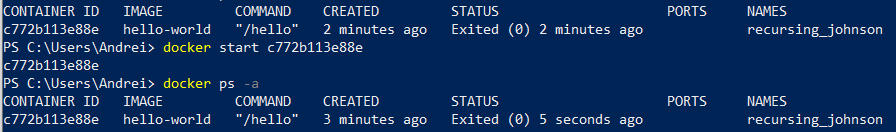 CONTAINER ID   IMAGE         COMMAND    CREATED         STATUS                     PORTS     NAMES
c772b113e88e   hello-world   "/hello"   2 minutes ago   Exited (0) 2 minutes ago             recursing_johnson
PS C:\Users\Andrei> docker start c772b113e88e
c772b113e88e
PS C:\Users\Andrei> docker ps -a
CONTAINER ID   IMAGE         COMMAND    CREATED         STATUS                     PORTS     NAMES
c772b113e88e   hello-world   "/hello"   3 minutes ago   Exited (0) 5 seconds ago             recursing_johnson